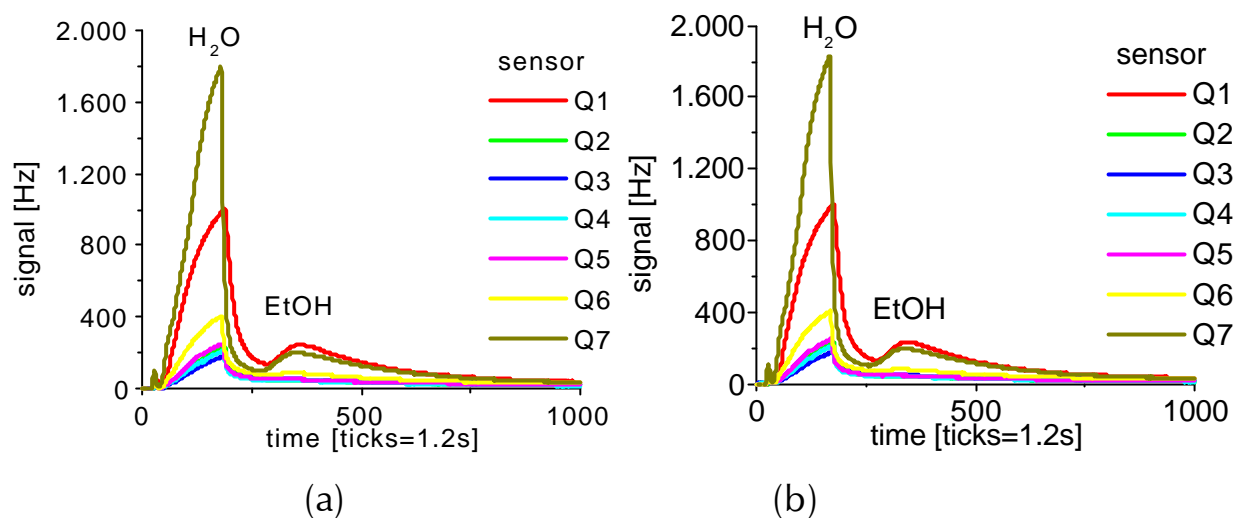 2.000
1.600
1.200
800
400
0
signal [Hz]
H₂O
EtOH
sensor
Q1
Q2
Q3
Q4
Q5
Q6
Q7
0
500
1000
time [ticks=1.2s]
(a)
2.000
1.600
1.200
800
400
0
signal [Hz]
H₂O
EtOH
sensor
Q1
Q2
Q3
Q4
Q5
Q6
Q7
0
500
1000
time [ticks=1.2s]
(b)